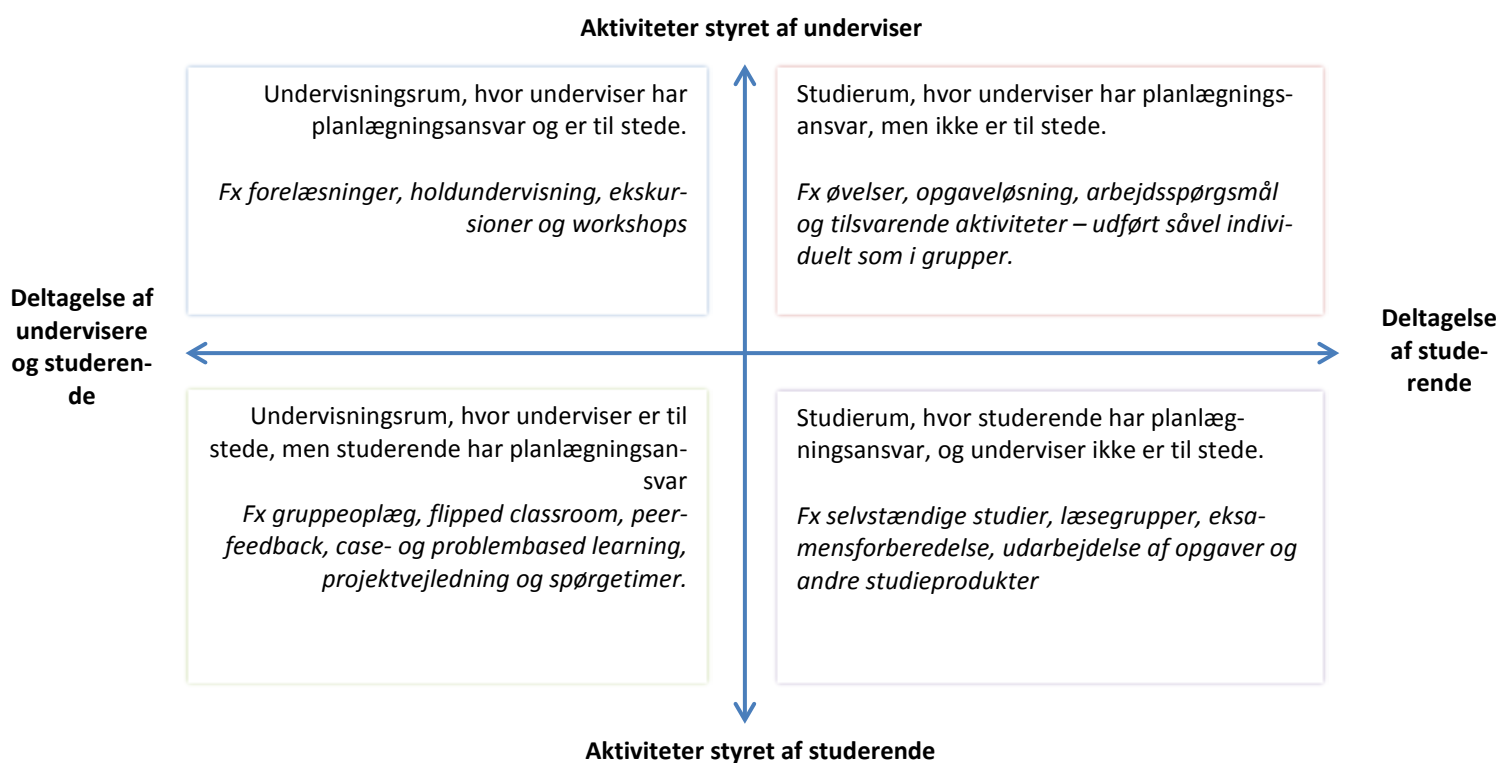 Aktiviteter styret af underviser
Undervisningsrum, hvor underviser har
planlægningsansvar og er til stede.
Fx forelæsninger, holdundervisning, ekskur-
sioner og workshops
Studierum, hvor underviser har planlægnings-
ansvar, men ikke er til stede.
Fx øvelser, opgaveløsning, arbejdsspørgsmål
og tilsvarende aktiviteter – udført såvel indivi-
duelt som i grupper.
Deltagelse af
undervisere
og studeren-
de
Deltagelse
af stude-
rende
Undervisningsrum, hvor underviser er til
stede, men studerende har planlægningsan-
svar
Fx gruppeoplæg, flipped classroom, peer-
feedback, case- og problembased learning,
projektvejledning og spørgetimer.
Studierum, hvor studerende har planlæg-
ningsansvar, og underviser ikke er til stede.
Fx selvstændige studier, læsegrupper, eksa-
mensforberedelse, udarbejdelse af opgaver og
andre studieprodukter
Aktiviteter styret af studerende